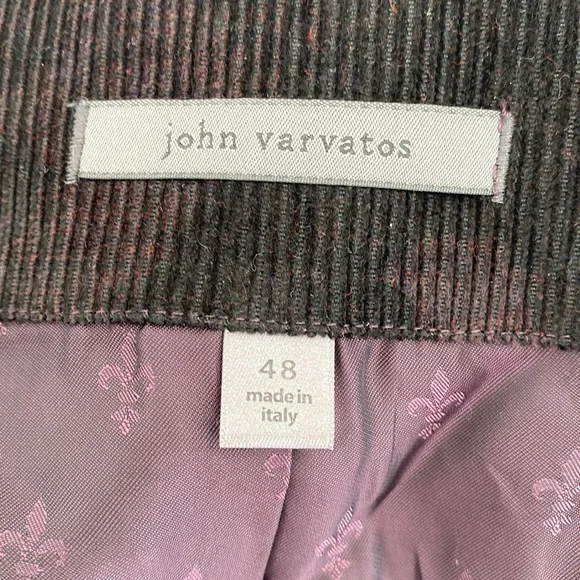 john varvatos
48
made in
italy